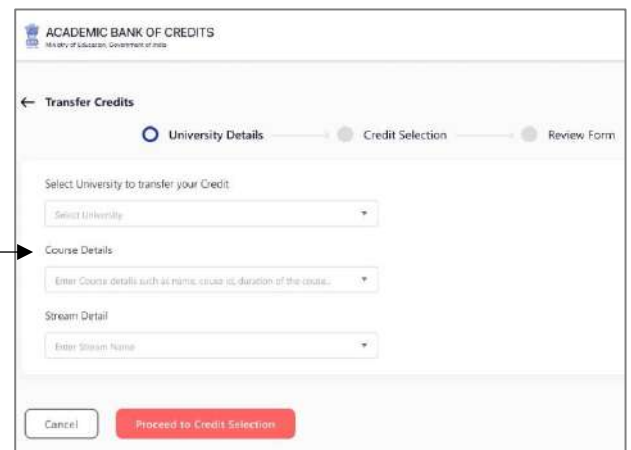 ACADEMIC BANK OF CREDITS
Ministry of Education, Government of India
Transfer Credits
University Details
Credit Selection
Review Form
Select University to transfer your Credit
Select University
Course Details
Enter Course details such as name, couse id, duration of the couse..
Stream Detail
Enter Stream Name
Cancel
Proceed to Credit Selection